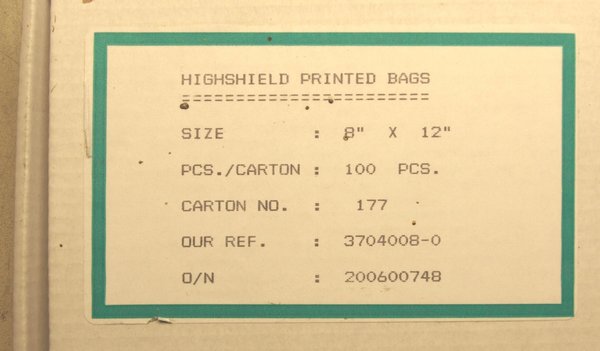 HIGHSHIELD PRINTED BAGS
=======================
SIZE : 8" X 12"
PCS./CARTON : 100 PCS.
CARTON NO. : 177
OUR REF. : 3704008-0
O/N : 200600748